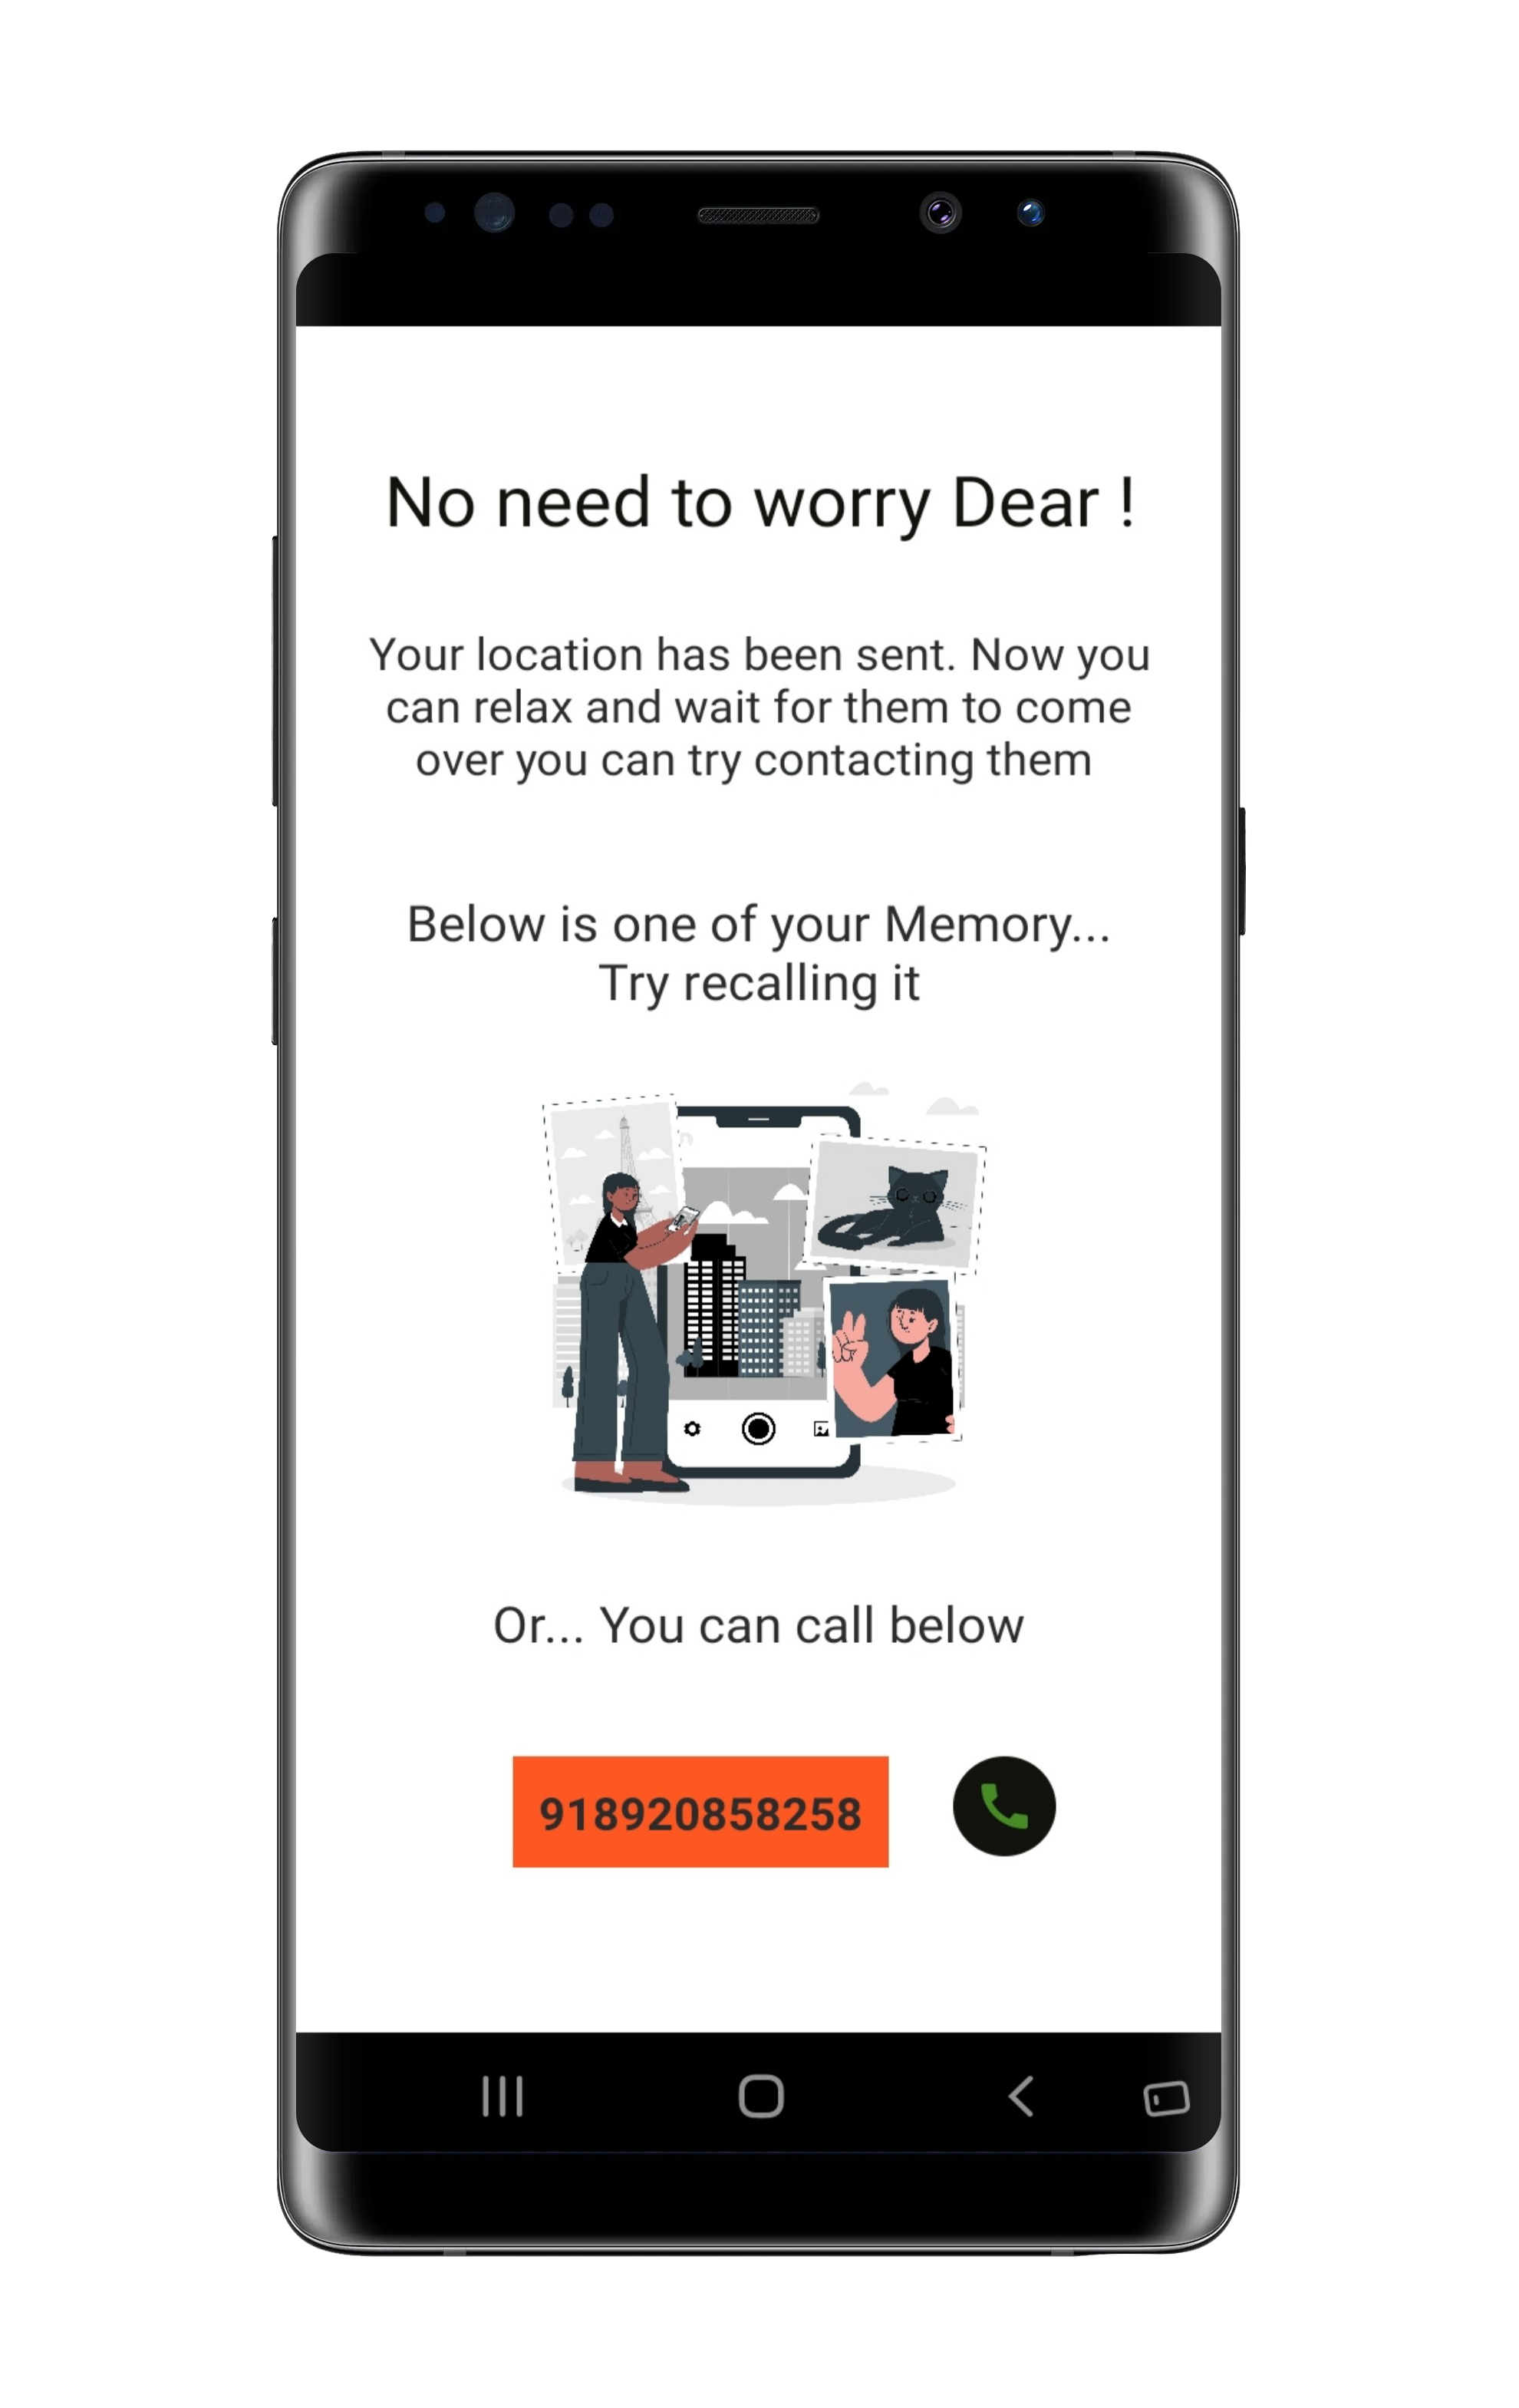 No need to worry Dear !
Your location has been sent. Now you
can relax and wait for them to come
over you can try contacting them
Below is one of your Memory...
Try recalling it
Or... You can call below
918920858258